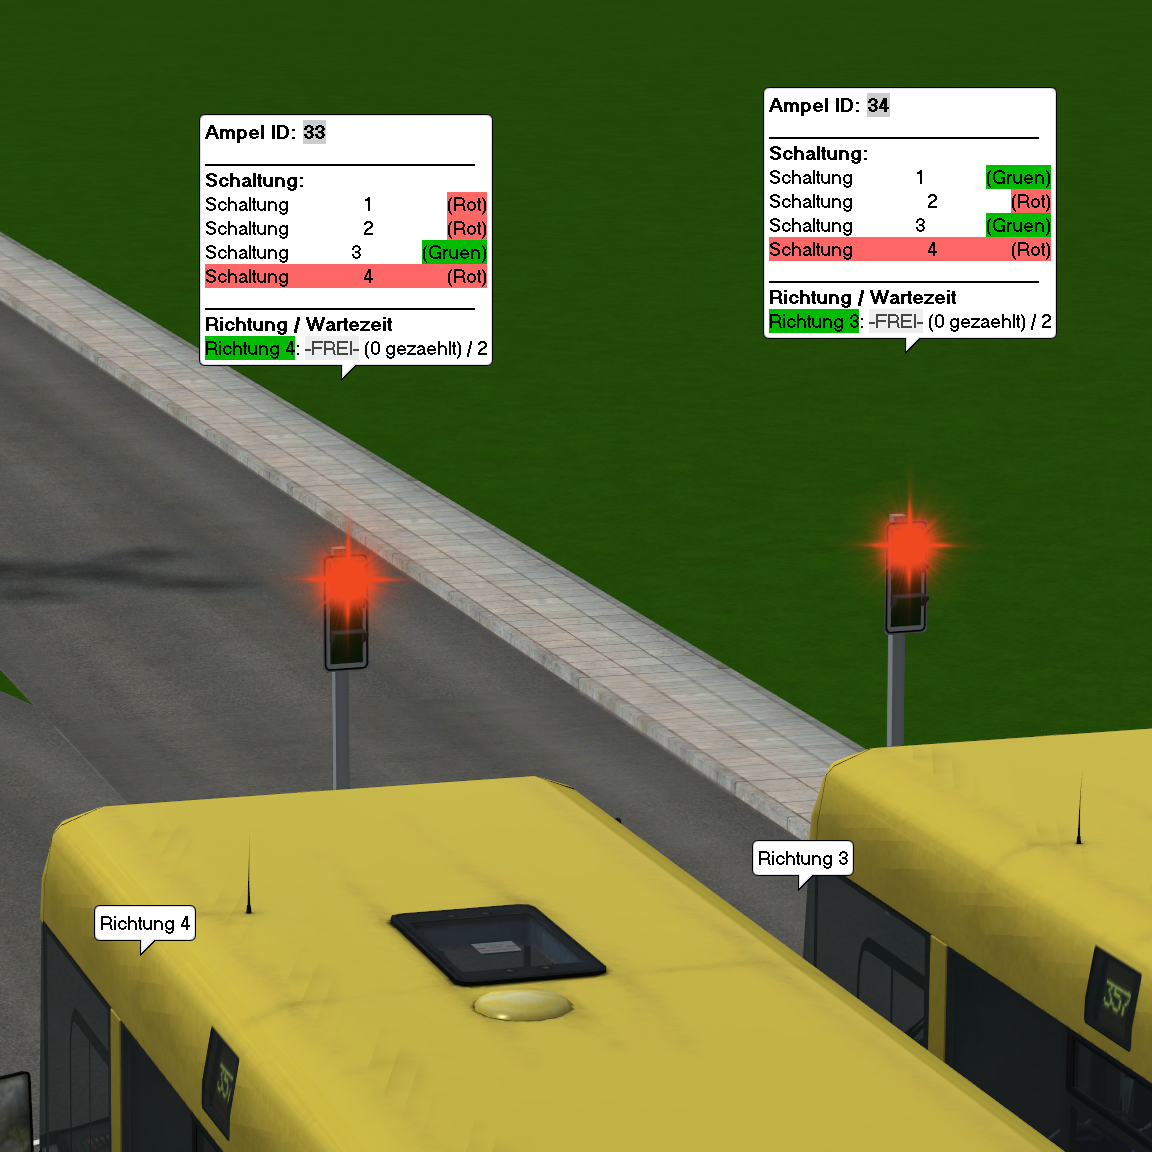 Ampel ID: 33
Schaltung:
Schaltung 1 (Rot)
Schaltung 2 (Rot)
Schaltung 3 (Gruen)
Schaltung 4 (Rot)
Richtung / Wartezeit
Richtung 4: -FREI- (0 gezaehlt) / 2
Ampel ID: 34
Schaltung:
Schaltung 1 (Gruen)
Schaltung 2 (Rot)
Schaltung 3 (Gruen)
Schaltung 4 (Rot)
Richtung / Wartezeit
Richtung 3: -FREI- (0 gezaehlt) / 2
Richtung 3
Richtung 4
357
357